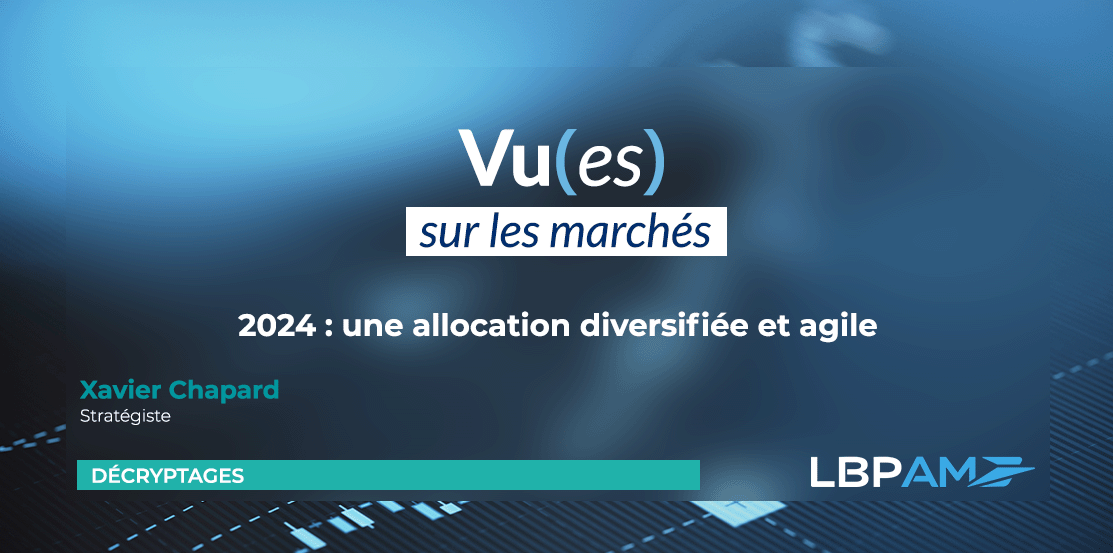 Vu(es)
sur les marchés
2024 : une allocation diversifiée et agile
Xavier Chapard
Stratégiste
DÉCRYPTAGES
LBPAM